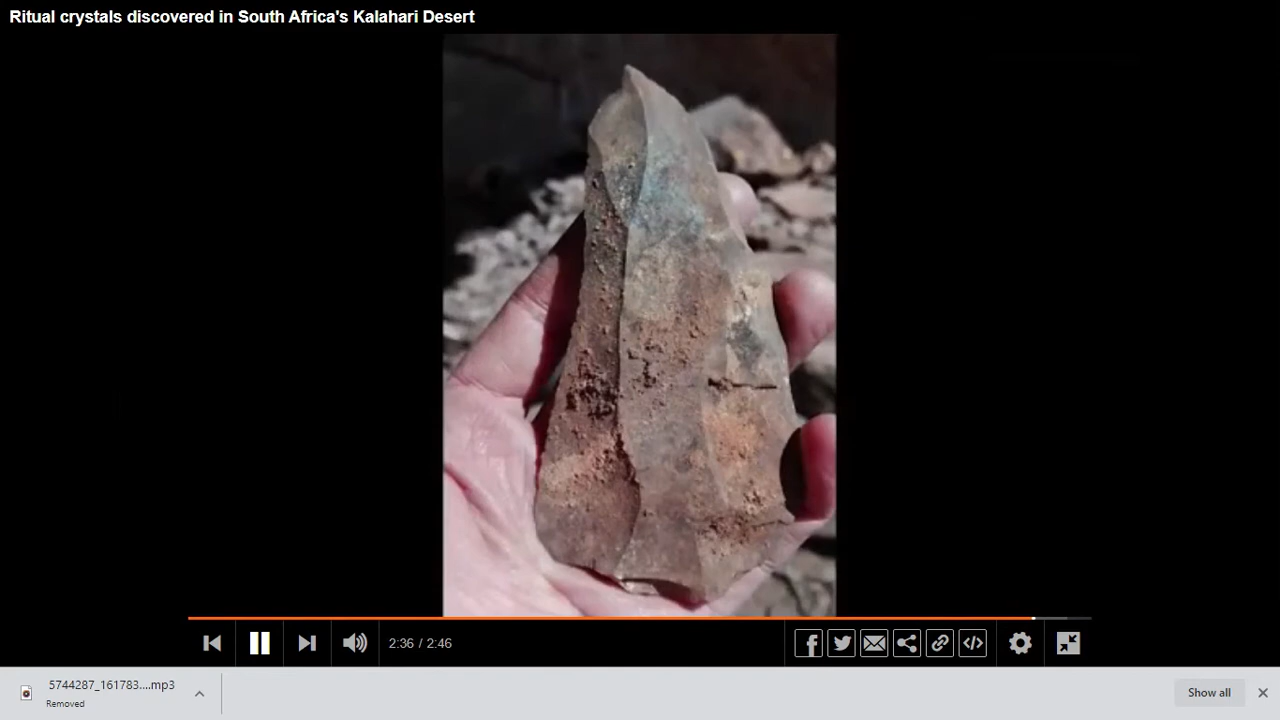 Ritual crystals discovered in South Africa's Kalahari Desert
2:36 / 2:46
5744287_161783....mp3
Removed
Show all